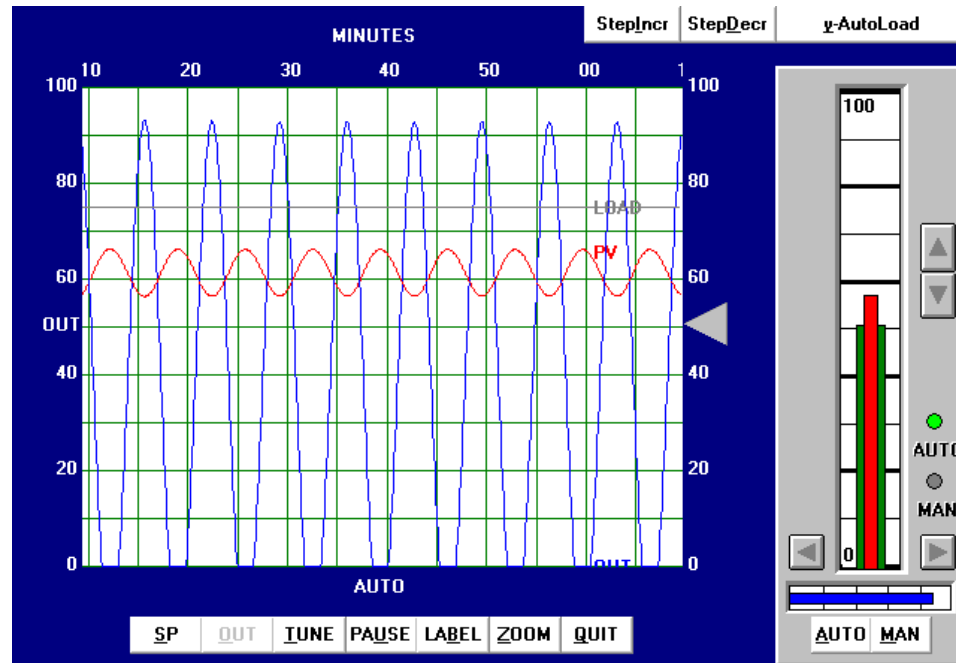 StepIncr StepDecr y-AutoLoad
MINUTES
10 20 30 40 50 00 1
100 100
100
80 80
LOAD
PV
60 60
OUT
40 40
AUTO
20 20
MAN
0 OUT 0
0
AUTO
SP OUT TUNE PAUSE LABEL ZOOM QUIT
AUTO MAN